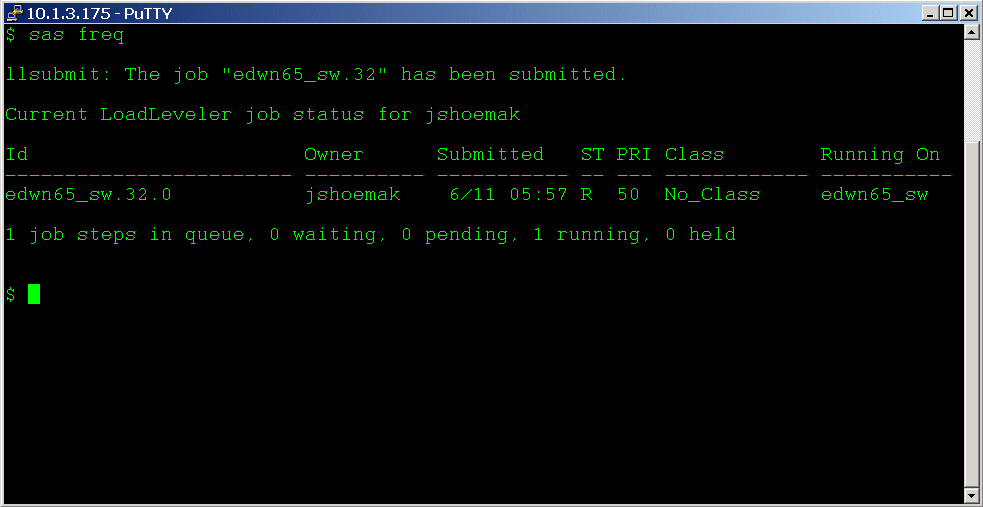 10.1.3.175 - PuTTY
$ sas freq
llsubmit: The job "edwn65_sw.32" has been submitted.
Current LoadLeveler job status for jshoemak
Id                       Owner      Submitted   ST PRI Class        Running On
------------------------ ---------- ----------- -- --- ------------ -----------
edwn65_sw.32.0           jshoemak    6/11 05:57 R  50  No_Class     edwn65_sw
1 job steps in queue, 0 waiting, 0 pending, 1 running, 0 held
$